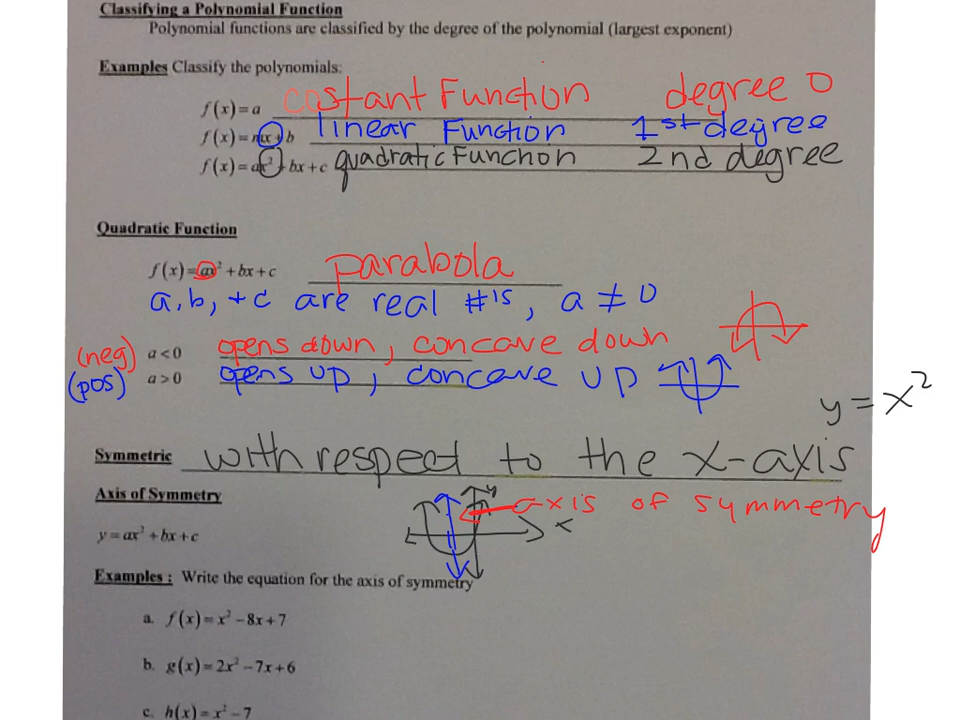 Classifying a Polynomial Function
Polynomial functions are classified by the degree of the polynomial (largest exponent)
Examples Classify the polynomials:
f(x) = a costant Function degree 0
f(x) = mx + b linear Function 1st degree
f(x) = ax² + bx + c quadratic Function 2nd degree
Quadratic Function
f(x) = ax² + bx + c parabola
a, b, + c are real #'s, a ≠ 0
(neg) a < 0 opens down, concave down
(pos) a > 0 opens up, concave up
y = x²
Symmetric with respect to the x-axis
Axis of Symmetry y axis of symmetry
x
y = ax² + bx + c
Examples : Write the equation for the axis of symmetry
a. f(x) = x² − 8x + 7
b. g(x) = 2x² − 7x + 6
c. h(x) = x² − 7